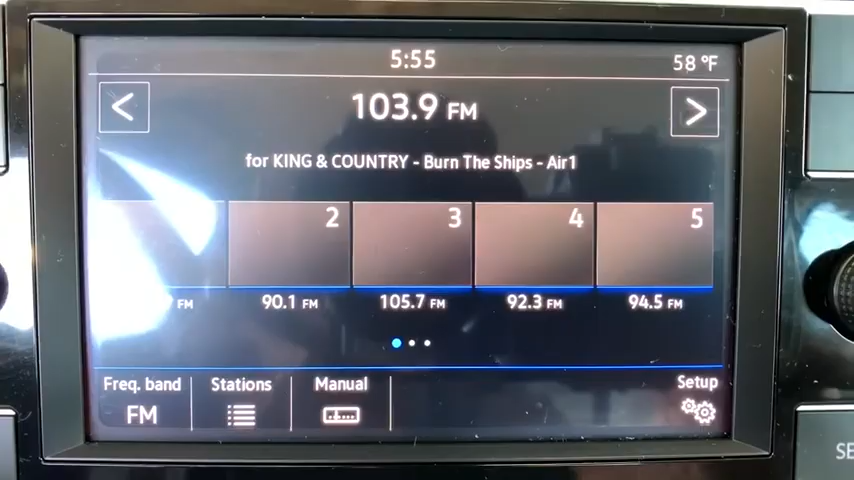 5:55
58 °F
<
103.9 FM
>
for KING & COUNTRY - Burn The Ships - Air1
2
3
4
5
FM
90.1 FM
105.7 FM
92.3 FM
94.5 FM
Freq. band
Stations
Manual
Setup
FM
SE